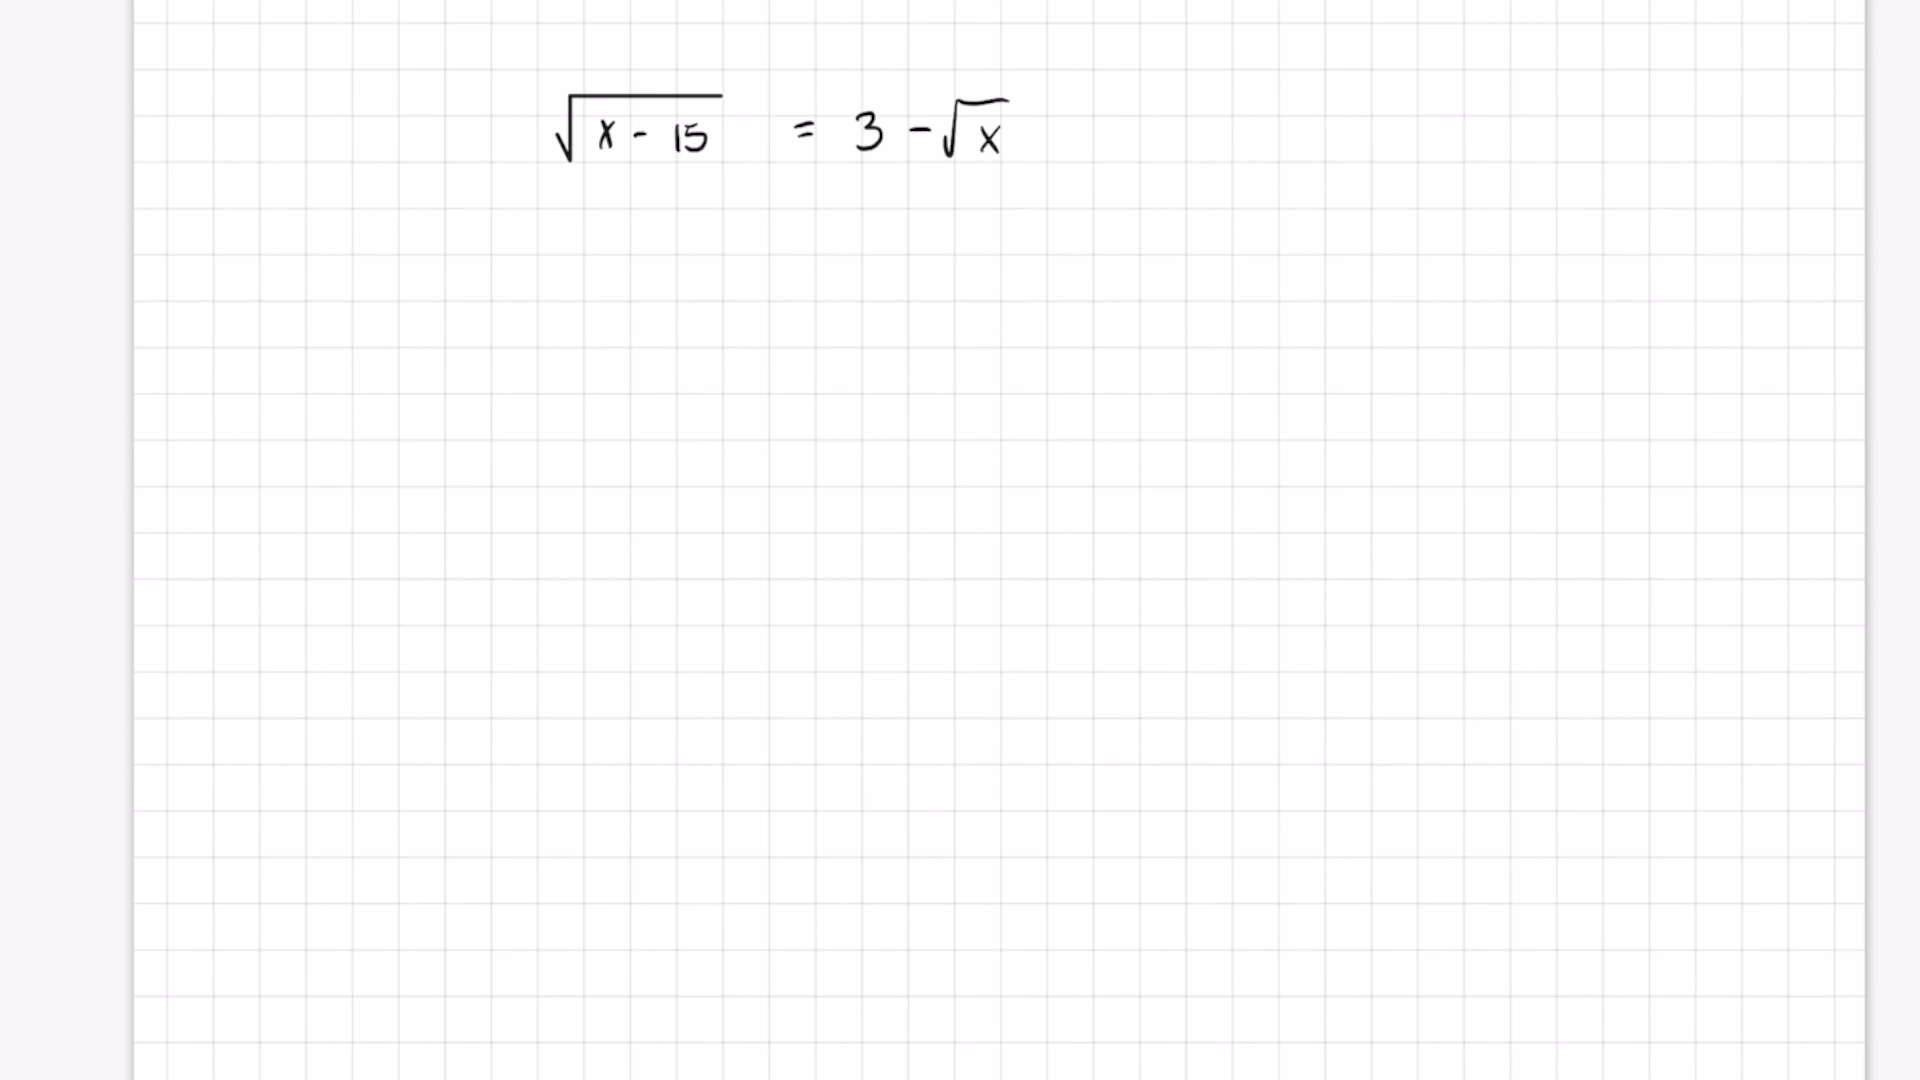 √(x - 15) = 3 - √x